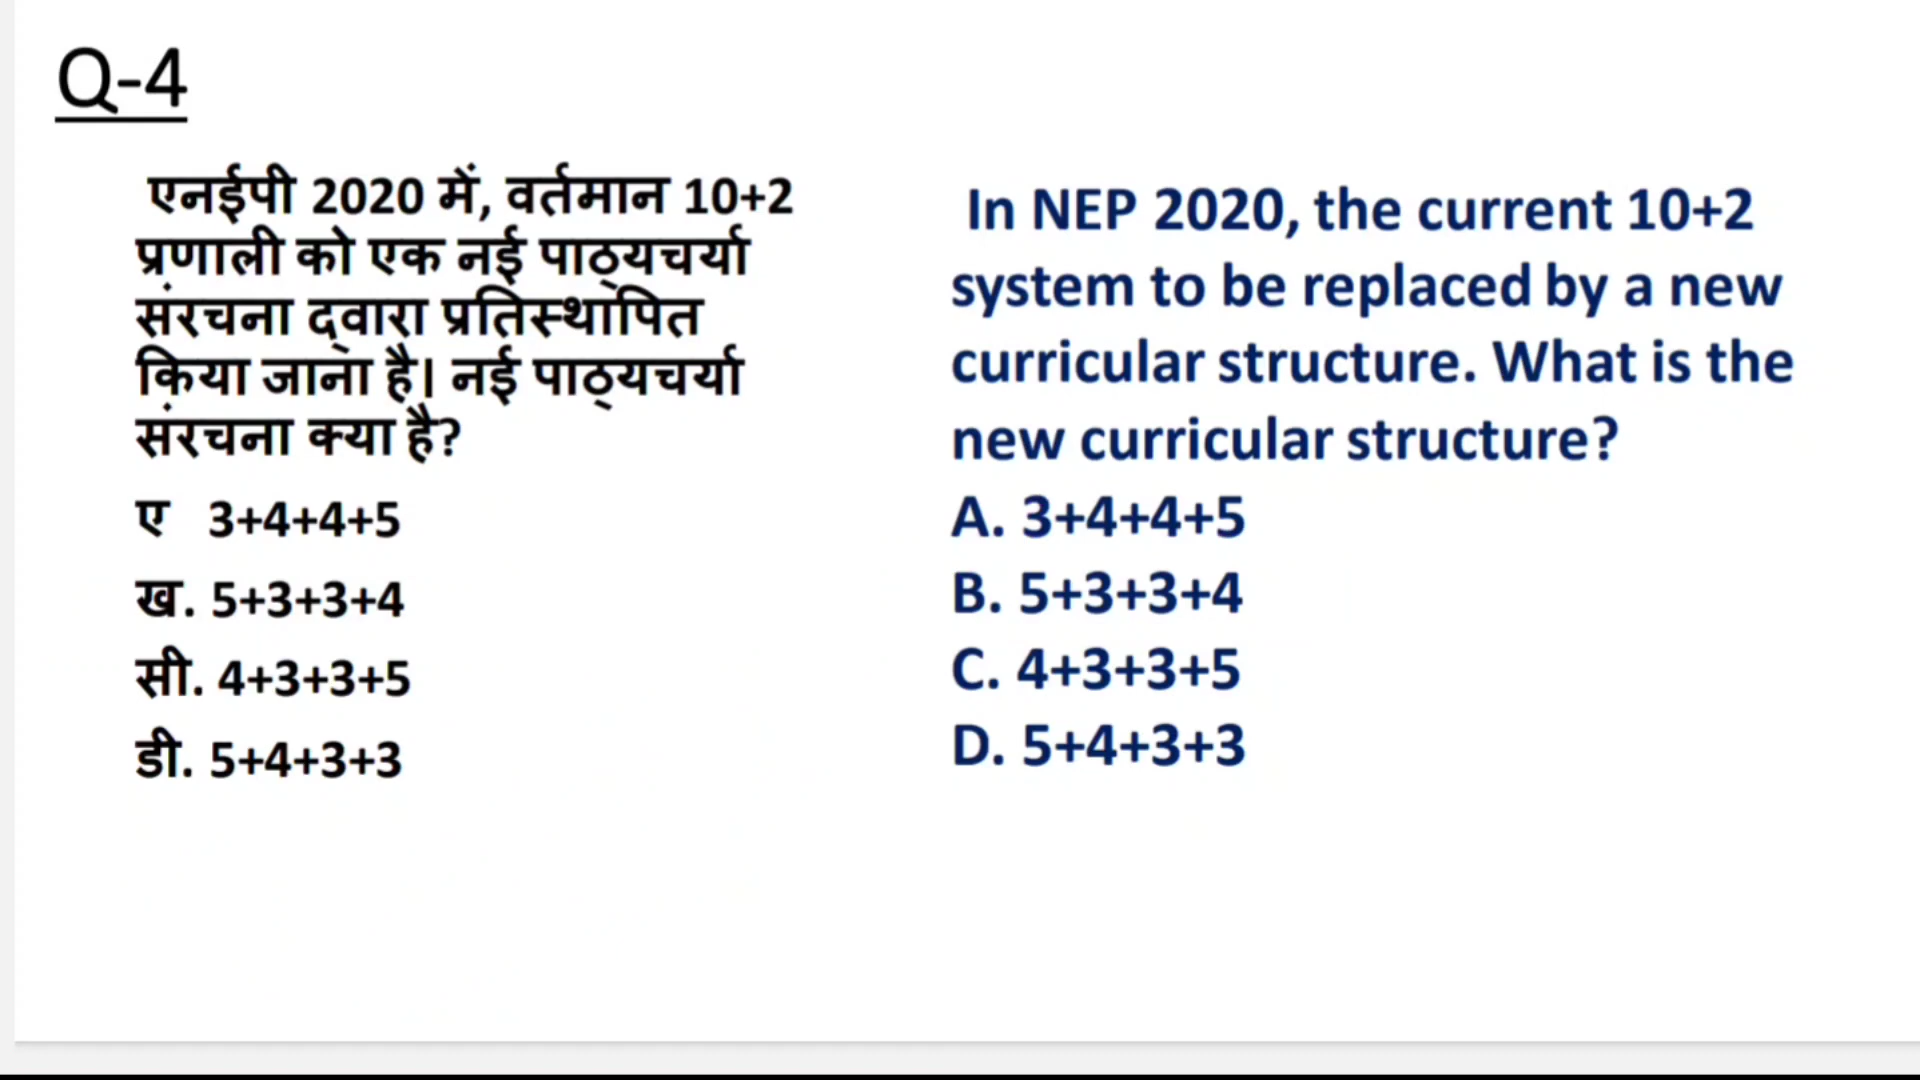 Q-4
एनईपी 2020 में, वर्तमान 10+2
प्रणाली को एक नई पाठ्यचर्या
संरचना द्वारा प्रतिस्थापित
किया जाना है। नई पाठ्यचर्या
संरचना क्या है?
ए 3+4+4+5
ख. 5+3+3+4
सी. 4+3+3+5
डी. 5+4+3+3
In NEP 2020, the current 10+2
system to be replaced by a new
curricular structure. What is the
new curricular structure?
A. 3+4+4+5
B. 5+3+3+4
C. 4+3+3+5
D. 5+4+3+3